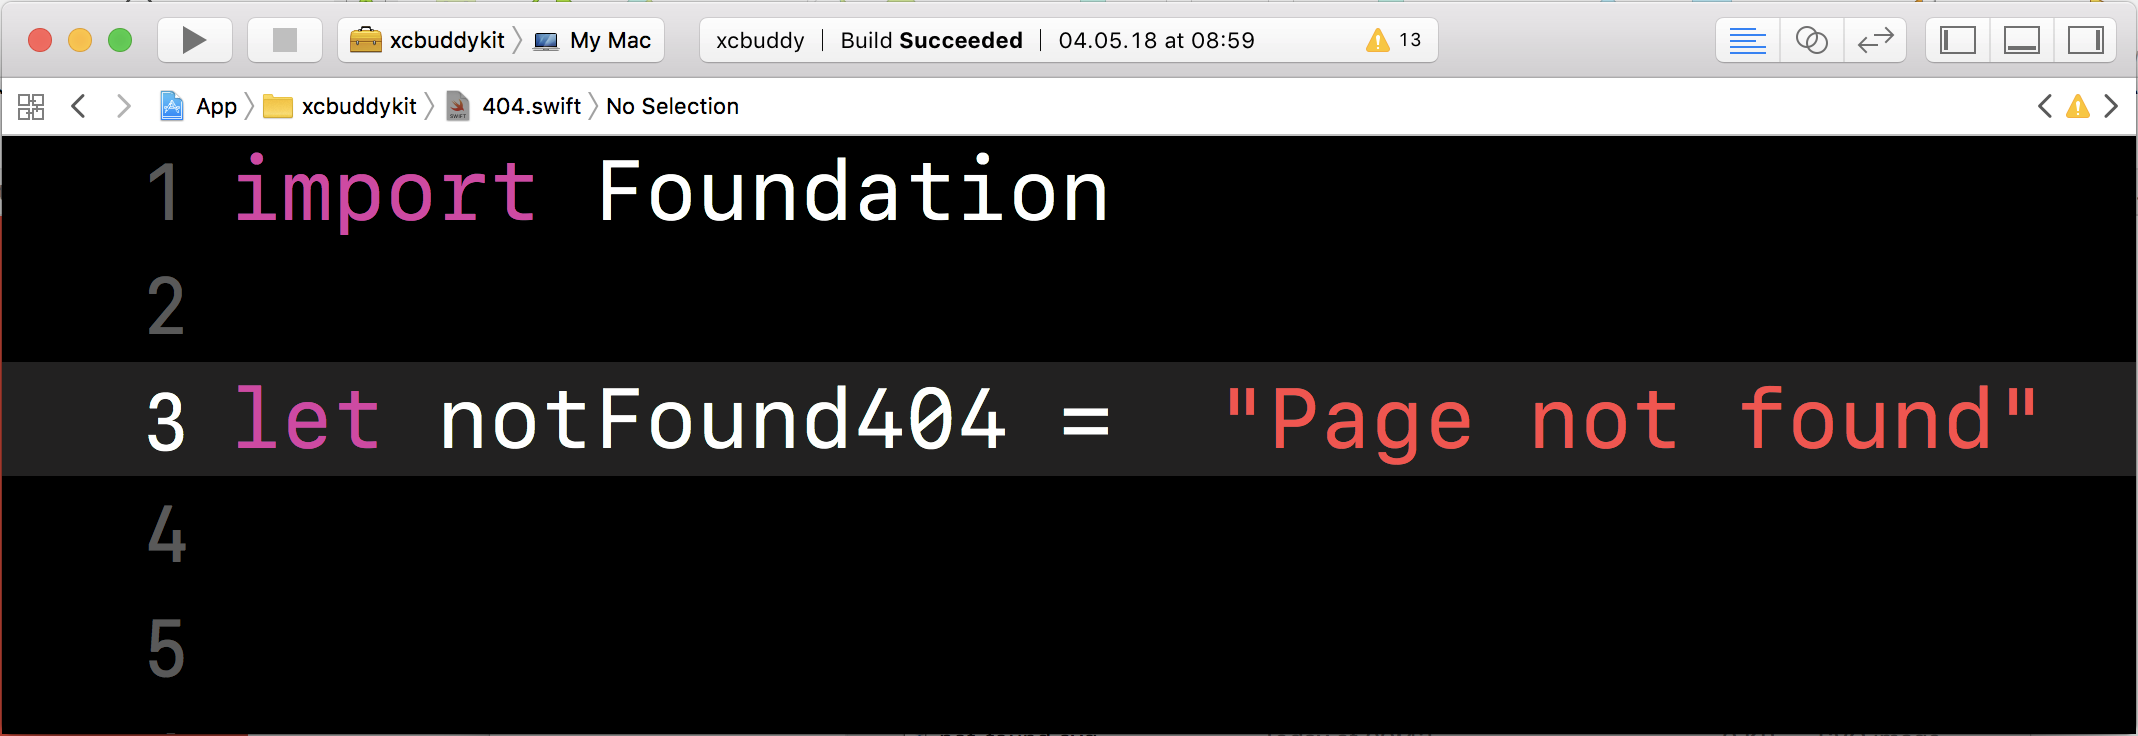 xcbuddykit My Mac xcbuddy Build Succeeded 04.05.18 at 08:59 13
App xcbuddykit 404.swift No Selection
1 import Foundation
2
3 let notFound404 =  "Page not found"
4
5